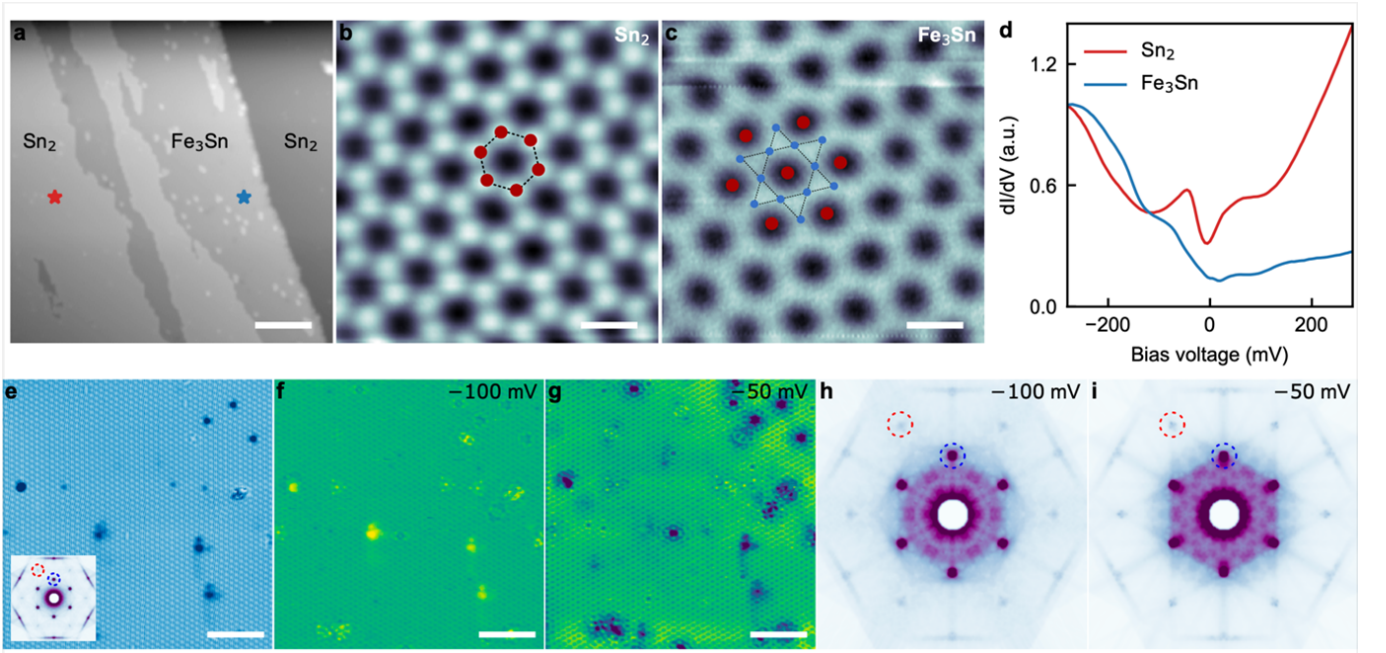 a
Sn₂
Fe₃Sn
Sn₂
b
Sn₂
c
Fe₃Sn
d
Sn₂
Fe₃Sn
1.2
0.6
0.0
−200
0
200
dI/dV (a.u.)
Bias voltage (mV)
e
f
−100 mV
g
−50 mV
h
−100 mV
i
−50 mV